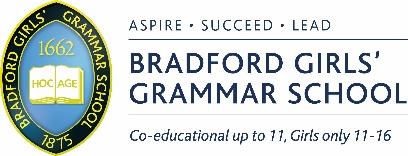 BRADFORD GIRLS' GRAMMAR SCHOOL
1662
HOC AGE
1875
ASPIRE • SUCCEED • LEAD
BRADFORD GIRLS'
GRAMMAR SCHOOL
Co-educational up to 11, Girls only 11-16